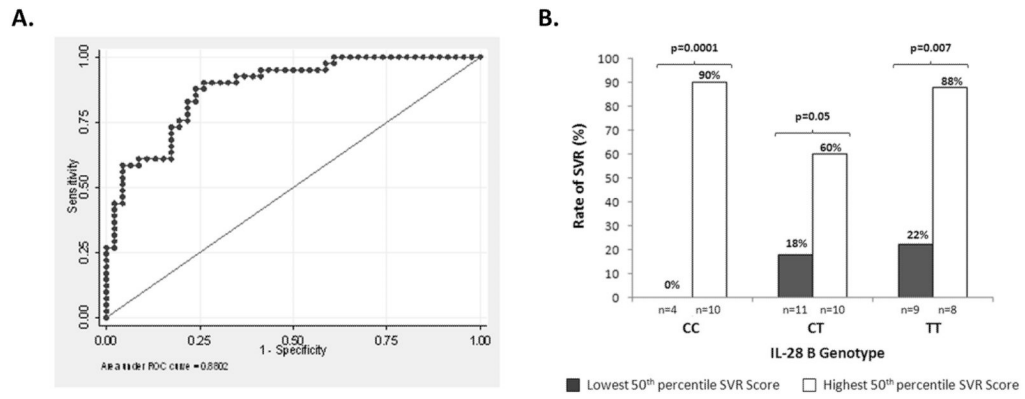 A.
Sensitivity
1.00
0.75
0.50
0.25
0.00
0.00 0.25 0.50 0.75 1.00
1 - Specificity
Area under ROC curve = 0.8802
B.
Rate of SVR (%)
100
90
80
70
60
50
40
30
20
10
0
p=0.0001
p=0.05
p=0.007
0%
90%
18%
60%
22%
88%
n=4 n=10 n=11 n=10 n=9 n=8
CC CT TT
IL-28 B Genotype
Lowest 50th percentile SVR Score Highest 50th percentile SVR Score